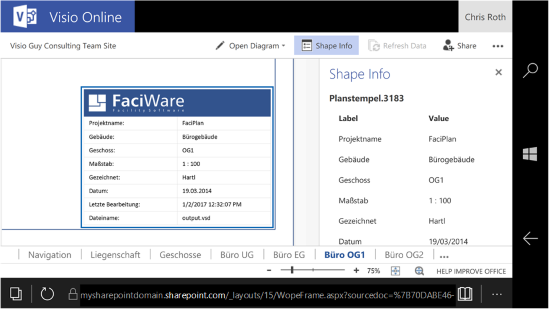 Visio Online
Chris Roth
Visio Guy Consulting Team Site
Open Diagram
Shape Info
Refresh Data
Share
•••
FaciWare
Facility Software
Projektname: FaciPlan
Gebäude: Bürogebäude
Geschoss: OG1
Maßstab: 1 : 100
Gezeichnet: Hartl
Datum: 19.03.2014
Letzte Bearbeitung: 1/2/2017 12:32:07 PM
Dateiname: output.vsd
Shape Info
Planstempel.3183
Label Value
Projektname FaciPlan
Gebäude Bürogebäude
Geschoss OG1
Maßstab 1 : 100
Gezeichnet Hartl
Datum 19/03/2014
Navigation | Liegenschaft | Geschosse | Büro UG | Büro EG | Büro OG1 | Büro OG2 | ...
- + 75% HELP IMPROVE OFFICE
mysharepointdomain.sharepoint.com/_layouts/15/WopeFrame.aspx?sourcedoc=%7B70DABE46-